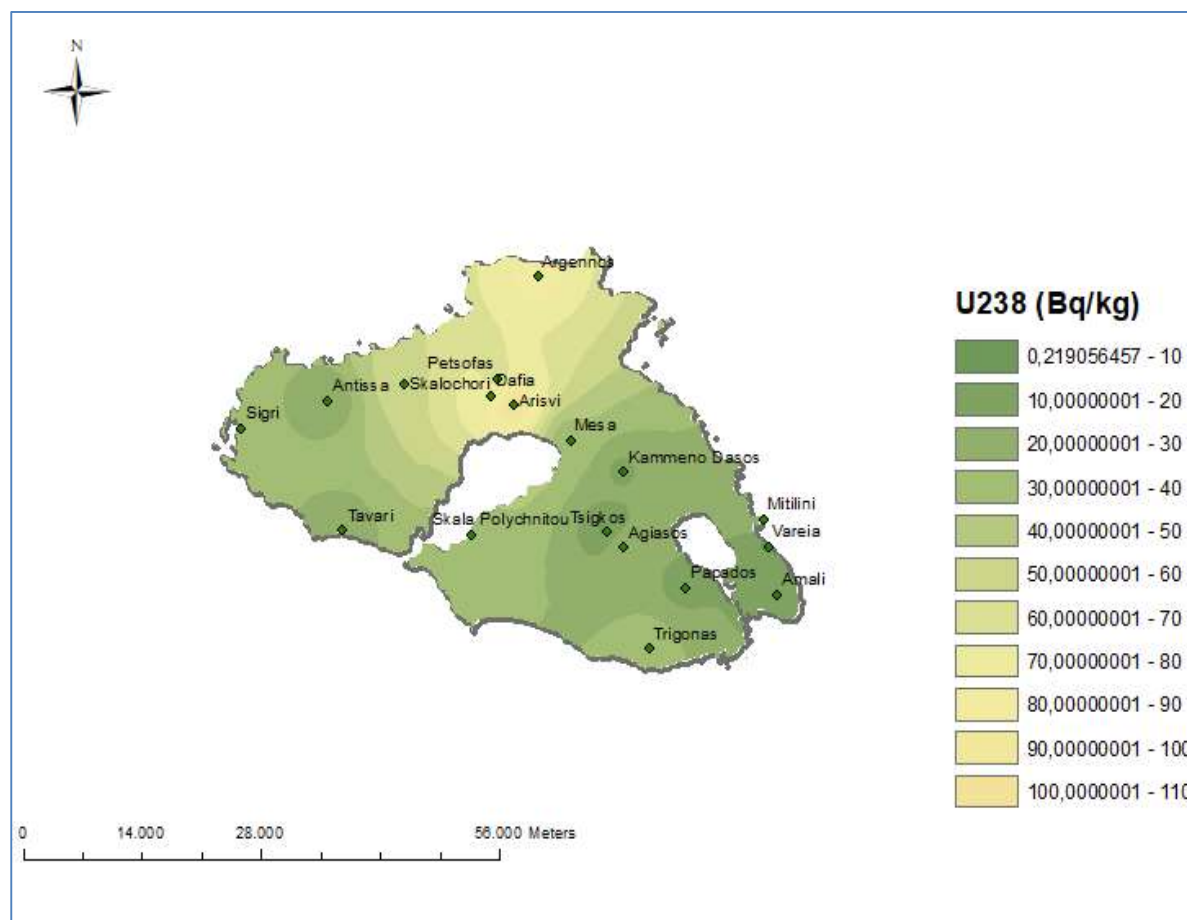 N
Argennos
Petsofas
Dafia
Antissa
Skalochori
Arisvi
Sigri
Mesa
Kammeno Dasos
Mitilini
Tavari
Skala Polychnitou
Tsigkos
Vareia
Agiasos
Papados
Amali
Trigonas
U238 (Bq/kg)
0,219056457 - 10
10,00000001 - 20
20,00000001 - 30
30,00000001 - 40
40,00000001 - 50
50,00000001 - 60
60,00000001 - 70
70,00000001 - 80
80,00000001 - 90
90,00000001 - 100
100,0000001 - 110
0 14.000 28.000 56.000 Meters